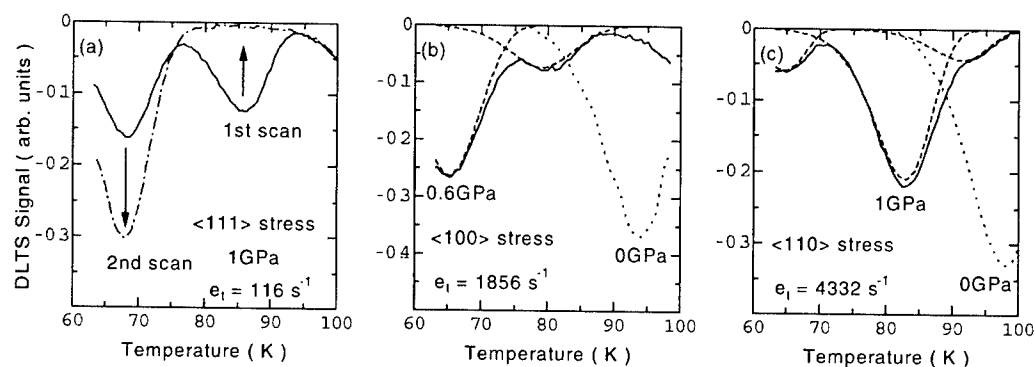 DLTS Signal ( arb. units )
0
-0.1
-0.2
-0.3
(a)
1st scan
<111> stress
2nd scan
1GPa
e_l = 116 s^-1
60 70 80 90 100
Temperature ( K )
0
-0.1
-0.2
-0.3
-0.4
(b)
0.6GPa
<100> stress
0GPa
e_l = 1856 s^-1
60 70 80 90 100
Temperature ( K )
0
-0.1
-0.2
-0.3
(c)
1GPa
<110> stress
0GPa
e_l = 4332 s^-1
60 70 80 90 100
Temperature ( K )